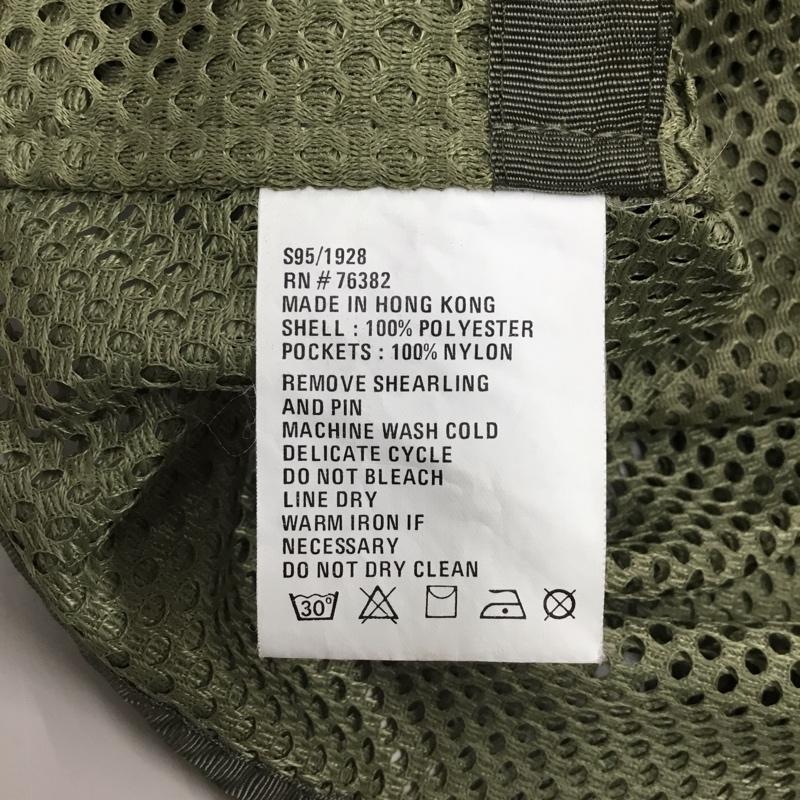 S95/1928
RN # 76382
MADE IN HONG KONG
SHELL : 100% POLYESTER
POCKETS : 100% NYLON
REMOVE SHEARLING
AND PIN
MACHINE WASH COLD
DELICATE CYCLE
DO NOT BLEACH
LINE DRY
WARM IRON IF
NECESSARY
DO NOT DRY CLEAN
30°